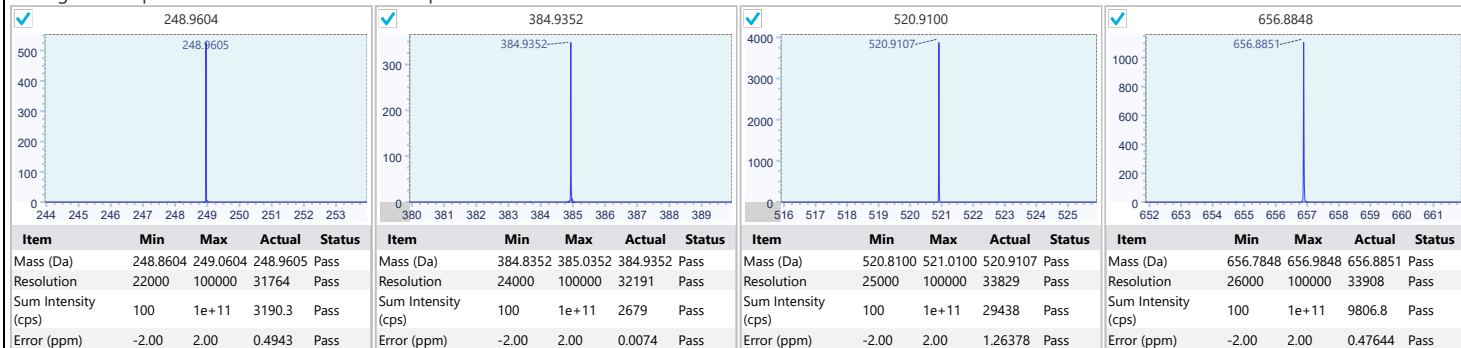 248.9604
500
248.9605
400
300
200
100
0
244 245 246 247 248 249 250 251 252 253
Item Min Max Actual Status
Mass (Da) 248.8604 249.0604 248.9605 Pass
Resolution 22000 100000 31764 Pass
Sum Intensity (cps) 100 1e+11 3190.3 Pass
Error (ppm) -2.00 2.00 0.4943 Pass
384.9352
384.9352
300
200
100
0
380 381 382 383 384 385 386 387 388 389
Item Min Max Actual Status
Mass (Da) 384.8352 385.0352 384.9352 Pass
Resolution 24000 100000 32191 Pass
Sum Intensity (cps) 100 1e+11 2679 Pass
Error (ppm) -2.00 2.00 0.0074 Pass
520.9100
4000
520.9107
3000
2000
1000
0
516 517 518 519 520 521 522 523 524 525
Item Min Max Actual Status
Mass (Da) 520.8100 521.0100 520.9107 Pass
Resolution 25000 100000 33829 Pass
Sum Intensity (cps) 100 1e+11 29438 Pass
Error (ppm) -2.00 2.00 1.26378 Pass
656.8848
656.8851
1000
800
600
400
200
0
652 653 654 655 656 657 658 659 660 661
Item Min Max Actual Status
Mass (Da) 656.7848 656.9848 656.8851 Pass
Resolution 26000 100000 33908 Pass
Sum Intensity (cps) 100 1e+11 9806.8 Pass
Error (ppm) -2.00 2.00 0.47644 Pass